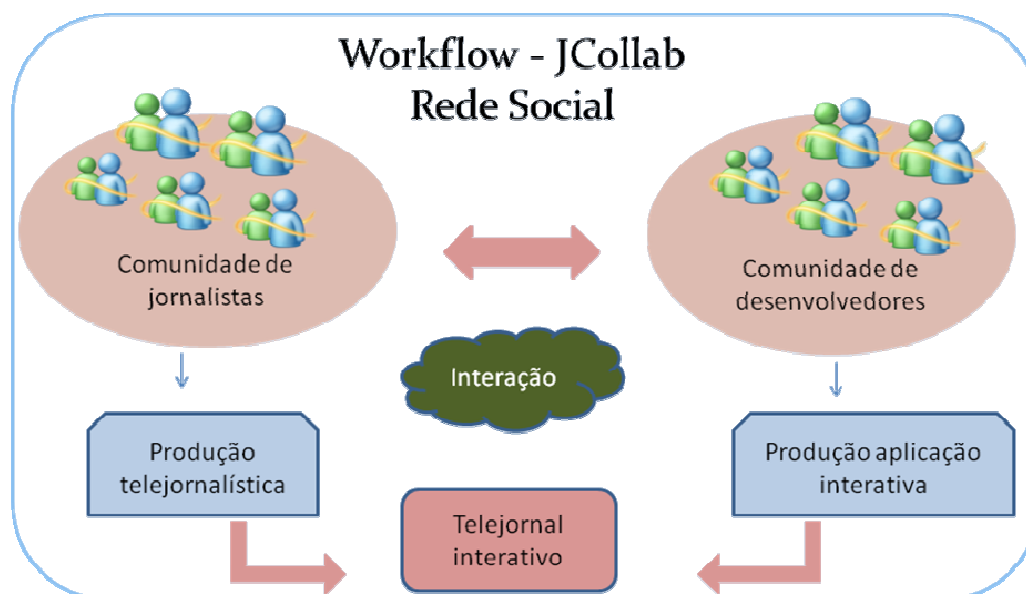 Workflow - JCollab
Rede Social
Comunidade de
jornalistas
Comunidade de
desenvolvedores
Interação
Produção
telejornalística
Produção aplicação
interativa
Telejornal
interativo